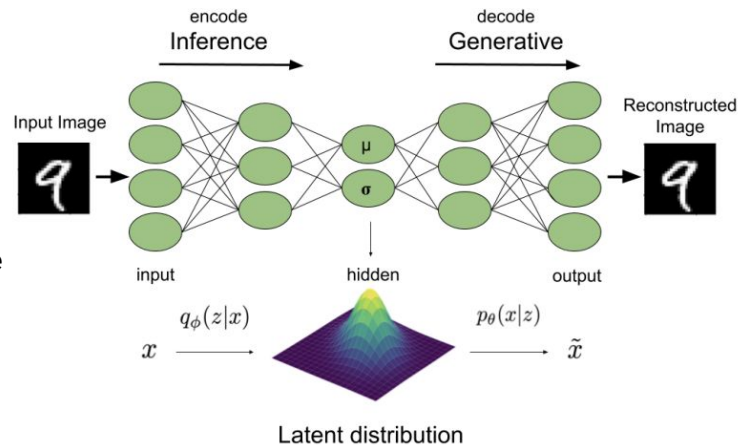 encode
Inference
decode
Generative
Input Image
Reconstructed
Image
μ
σ
e
input
hidden
output
x
qϕ(z|x)
pθ(x|z)
x̃
Latent distribution